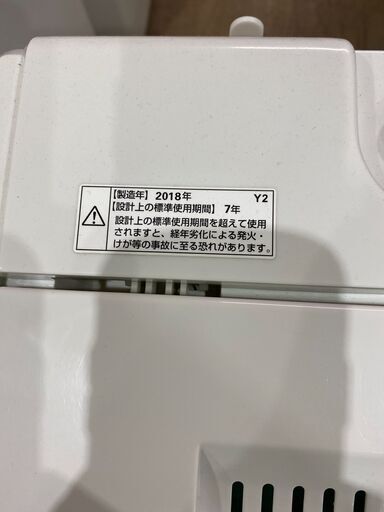 【製造年】2018年 Y2
【設計上の標準使用期間】7年
設計上の標準使用期間を超えて使用
されますと、経年劣化による発火・
けが等の事故に至る恐れがあります。